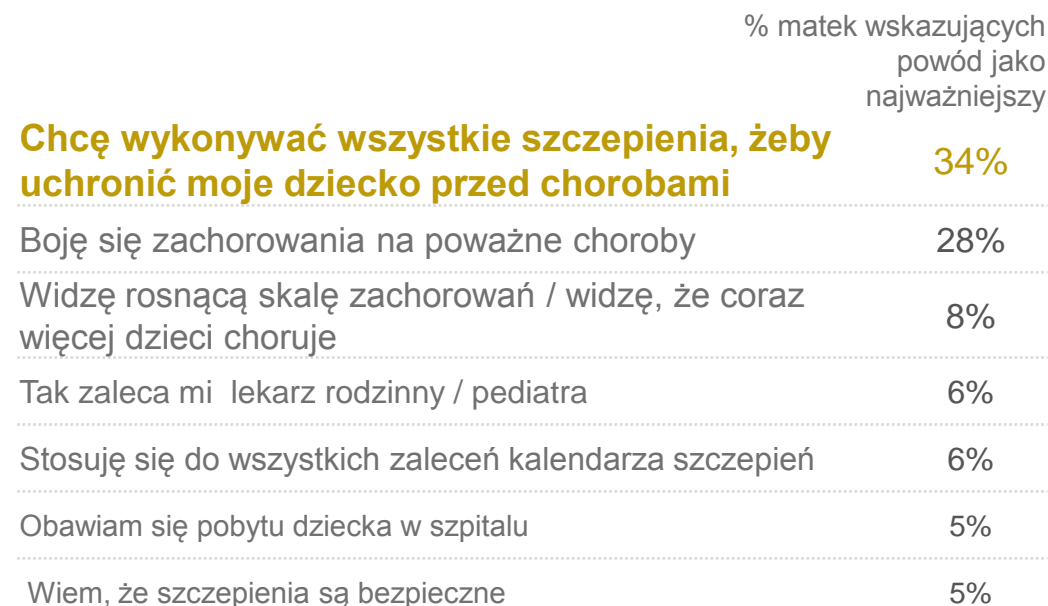 % matek wskazujących
powód jako
najważniejszy
Chcę wykonywać wszystkie szczepienia, żeby
uchronić moje dziecko przed chorobami
34%
Boję się zachorowania na poważne choroby 28%
Widzę rosnącą skalę zachorowań / widzę, że coraz
więcej dzieci choruje
8%
Tak zaleca mi  lekarz rodzinny / pediatra 6%
Stosuję się do wszystkich zaleceń kalendarza szczepień 6%
Obawiam się pobytu dziecka w szpitalu 5%
Wiem, że szczepienia są bezpieczne 5%